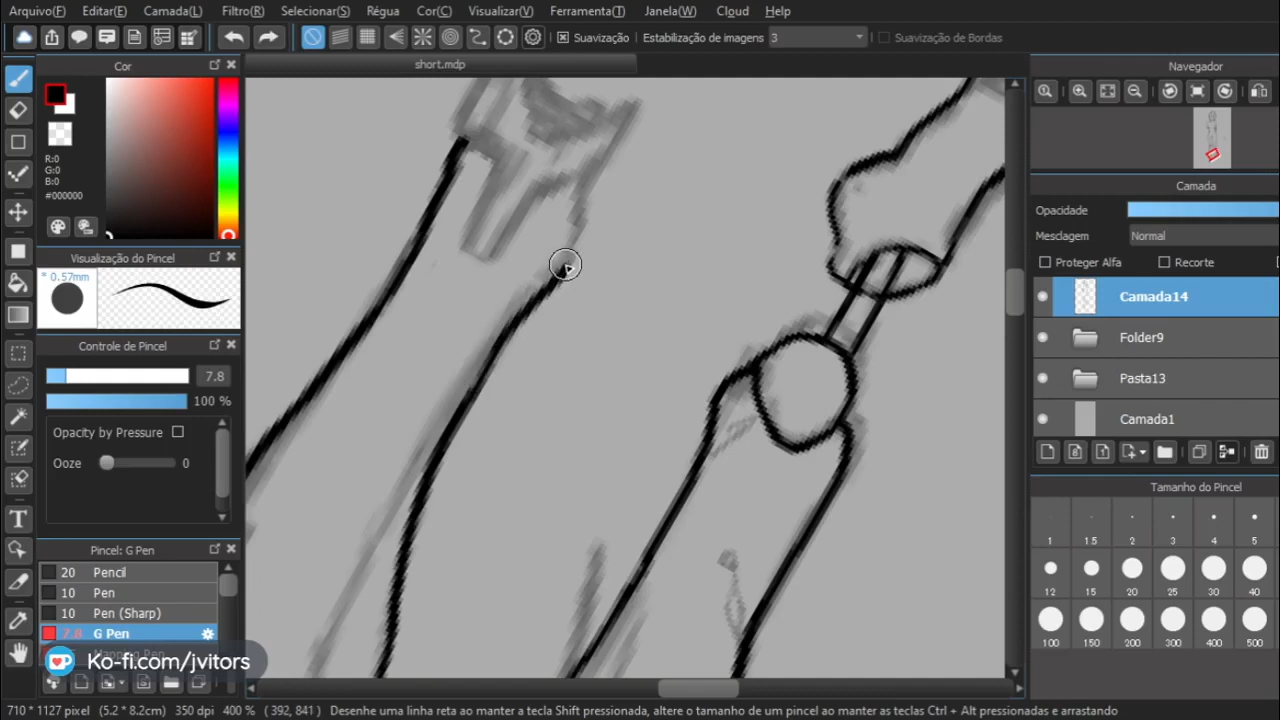 Arquivo(F) Editar(E) Camada(L) Filtro(R) Selecionar(S) Régua Cor(C) Visualizar(V) Ferramenta(T) Janela(W) Cloud Help
Suavização Estabilização de imagens 3 Suavização de Bordas
Cor short.mdp Navegador
R:0
G:0
B:0
#000000
Camada
Opacidade
Mesclagem Normal
Visualização do Pincel
Proteger Alfa Recorte
* 0.57mm
Camada14
Controle de Pincel
Folder9
7.8
Pasta13
100 %
Camada1
Opacity by Pressure
Ooze 0
Tamanho do Pincel
1 1.5 2 3 4 5
Pincel: G Pen
20 Pencil
10 Pen
12 15 20 25 30 40
10 Pen (Sharp)
7.8 G Pen
100 150 200 300 400 500
Ko-fi.com/jvitors
710 * 1127 pixel (5.2 * 8.2cm) 350 dpi 400 % ( 392, 841 ) Desenhe uma linha reta ao manter a tecla Shift pressionada, altere o tamanho de um pincel ao manter as teclas Ctrl + Alt pressionadas e arrastando